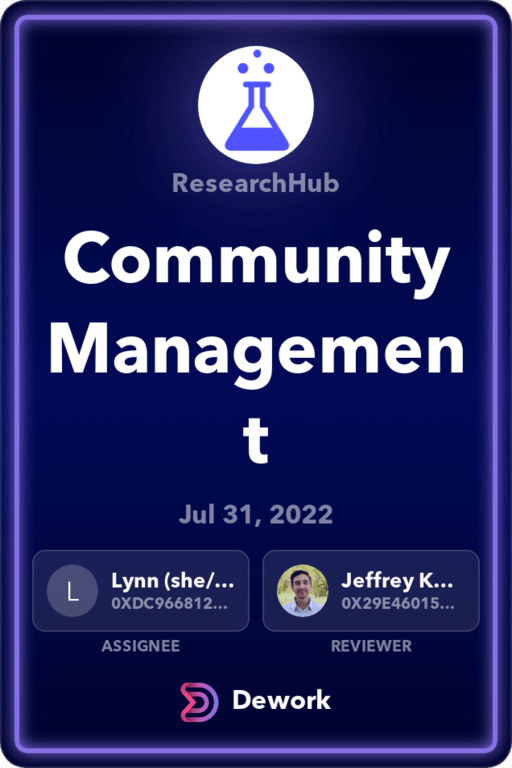 ResearchHub
Community
Managemen
t
Jul 31, 2022
L
Lynn (she/...
0XDC966812...
Jeffrey K...
0X29E46015...
ASSIGNEE
REVIEWER
Dework